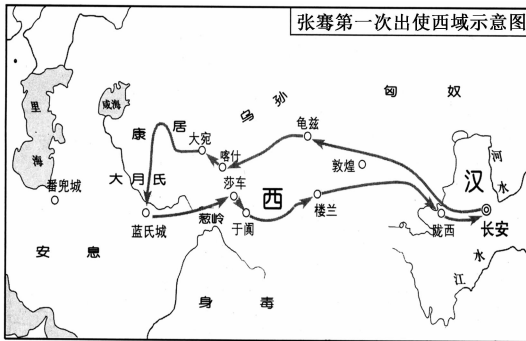 张骞第一次出使西域示意图
乌孙
匈奴
里海
咸海
康居
大宛
喀什
龟兹
敦煌
河水
汉
大月氏
莎车
西
番兜城
蓝氏城
葱岭
于阗
楼兰
陇西
长安
安息
身毒
江水